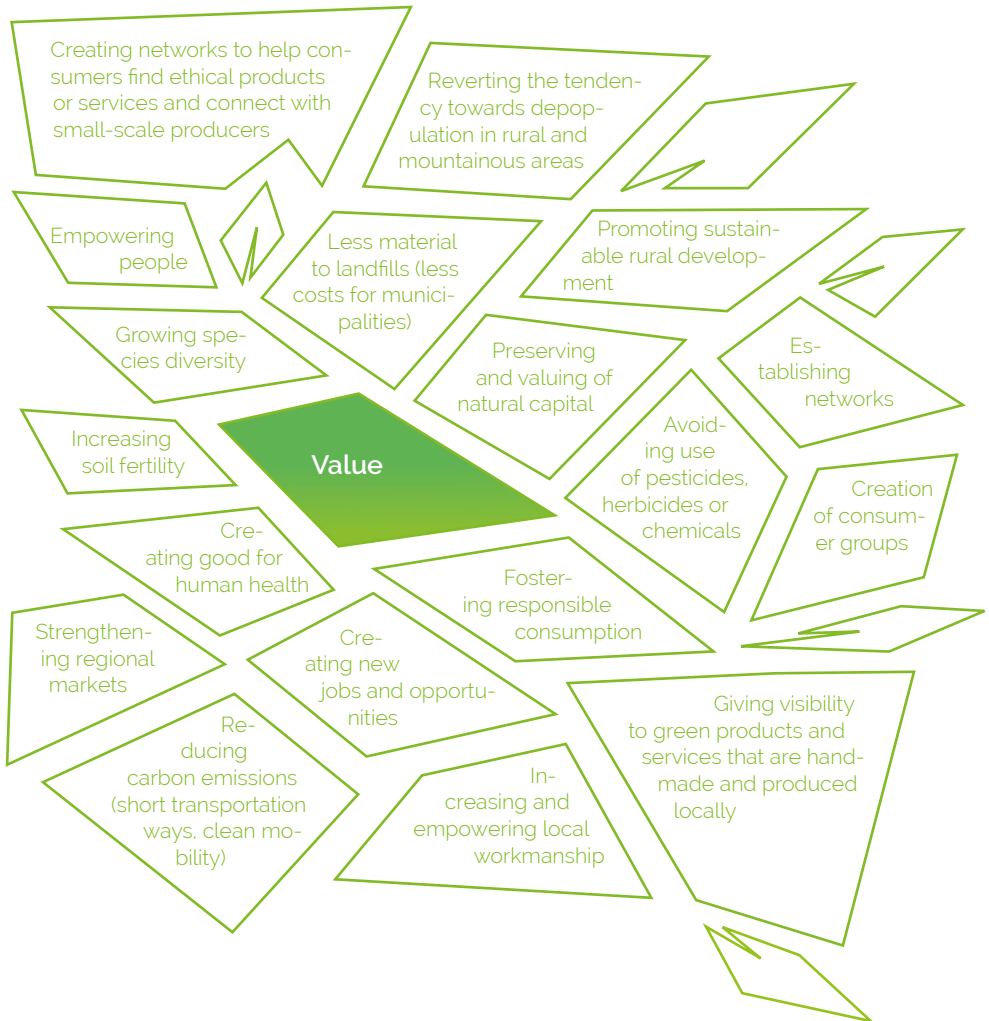 Creating networks to help con-
sumers find ethical products
or services and connect with
small-scale producers
Reverting the tenden-
cy towards depop-
ulation in rural and
mountainous areas
Empowering
people
Less material
to landfills (less
costs for munici-
palities)
Promoting sustain-
able rural develop-
ment
Growing spe-
cies diversity
Preserving
and valuing of
natural capital
Es-
tablishing
networks
Increasing
soil fertility
Value
Avoid-
ing use
of pesticides,
herbicides or
chemicals
Creation
of consum-
er groups
Cre-
ating good for
human health
Foster-
ing responsible
consumption
Strengthen-
ing regional
markets
Cre-
ating new
jobs and opportu-
nities
Giving visibility
to green products and
services that are hand-
made and produced
locally
Re-
ducing
carbon emissions
(short transportation
ways, clean mo-
bility)
In-
creasing and
empowering local
workmanship